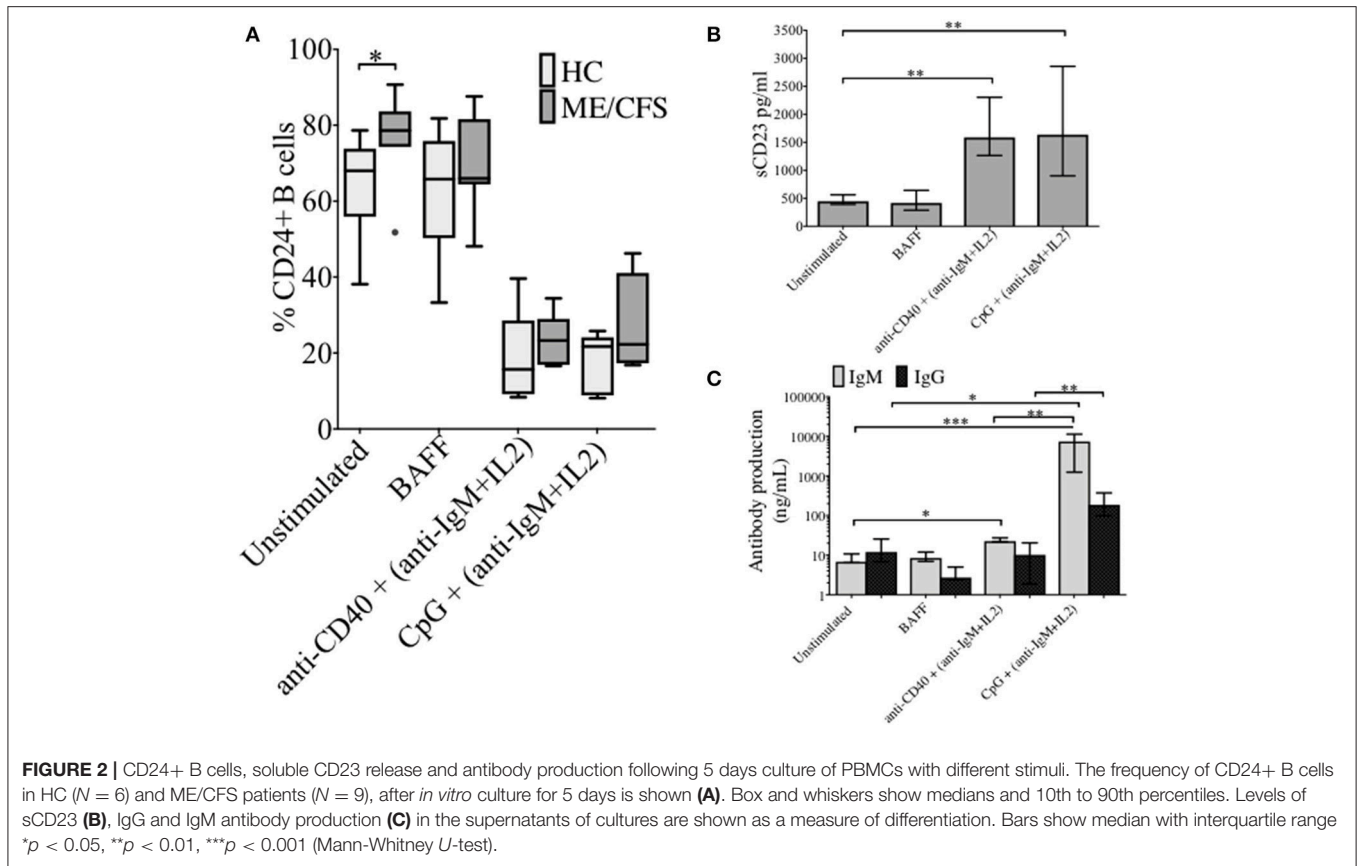 A
100
80
60
40
20
0
% CD24+ B cells
*
HC
ME/CFS
Unstimulated
BAFF
anti-CD40 + (anti-IgM+IL2)
CpG + (anti-IgM+IL2)
B
3500
3000
2500
2000
1500
1000
500
0
sCD23 pg/ml
**
**
Unstimulated
BAFF
anti-CD40 + (anti-IgM+IL2)
CpG + (anti-IgM+IL2)
C
IgM
IgG
100000
10000
1000
100
10
1
Antibody production
(ng/mL)
**
*
**
***
*
Unstimulated
BAFF
anti-CD40 + (anti-IgM+IL2)
CpG + (anti-IgM+IL2)
FIGURE 2 | CD24+ B cells, soluble CD23 release and antibody production following 5 days culture of PBMCs with different stimuli. The frequency of CD24+ B cells
in HC (N = 6) and ME/CFS patients (N = 9), after in vitro culture for 5 days is shown (A). Box and whiskers show medians and 10th to 90th percentiles. Levels of
sCD23 (B), IgG and IgM antibody production (C) in the supernatants of cultures are shown as a measure of differentiation. Bars show median with interquartile range
*p < 0.05, **p < 0.01, ***p < 0.001 (Mann-Whitney U-test).